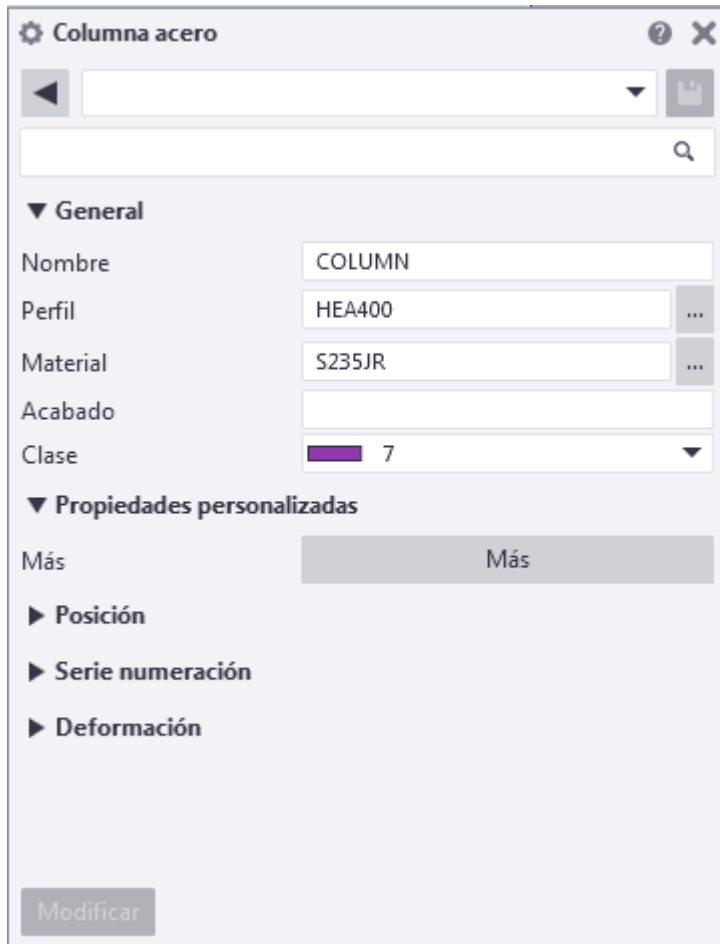 Columna acero
General
Nombre COLUMN
Perfil HEA400 ...
Material S235JR ...
Acabado
Clase 7
Propiedades personalizadas
Más Más
Posición
Serie numeración
Deformación
Modificar